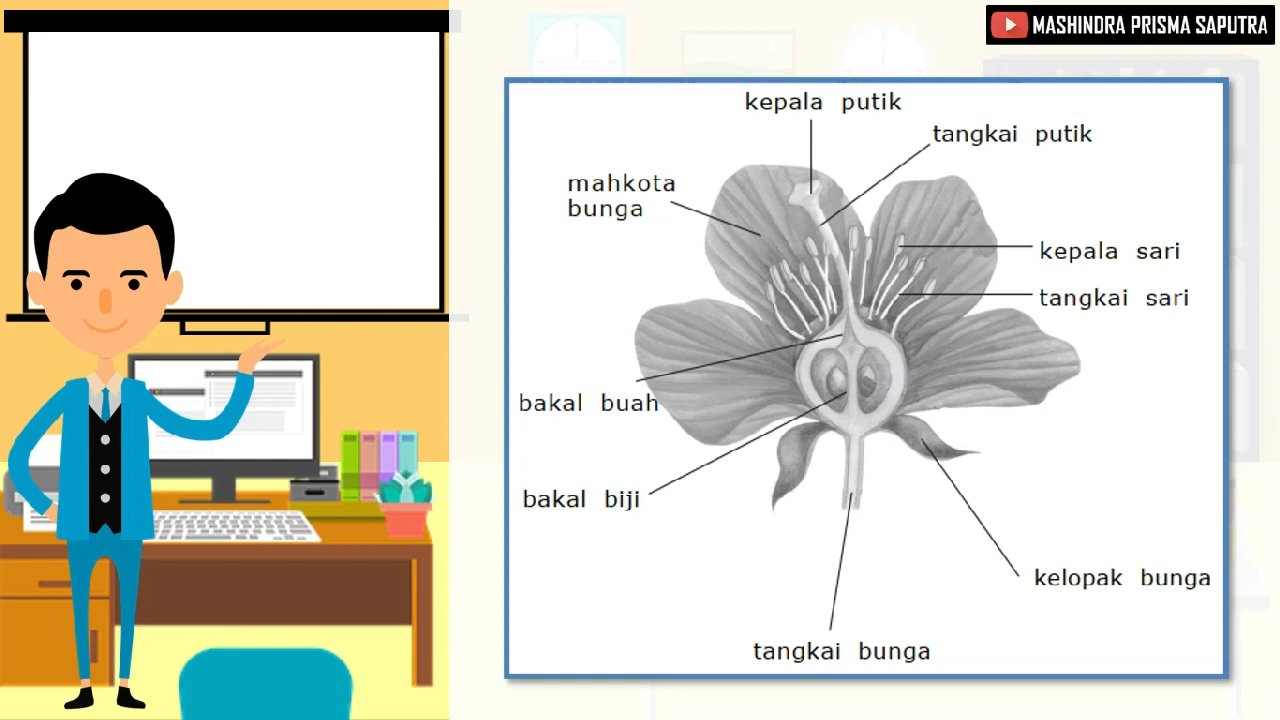 MASHINDRA PRISMA SAPUTRA
kepala putik
tangkai putik
mahkota
bunga
kepala sari
tangkai sari
bakal buah
bakal biji
kelopak bunga
tangkai bunga